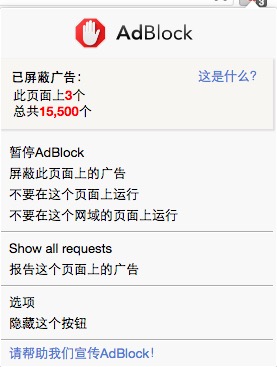 3
AdBlock
已屏蔽广告：
这是什么?
此页面上3个
总共15,500个
暂停AdBlock
屏蔽此页面上的广告
不要在这个页面上运行
不要在这个网域的页面上运行
Show all requests
报告这个页面上的广告
选项
隐藏这个按钮
请帮助我们宣传AdBlock！